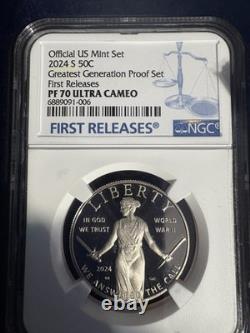 Official US Mint Set
2024 S 50C
Greatest Generation Proof Set
First Releases
PF 70 ULTRA CAMEO
6889091-006
FIRST RELEASES
NGC
LIBERTY
IN GOD
WE TRUST
WORLD
WAR II
2024
WE ANSWERED THE CALL